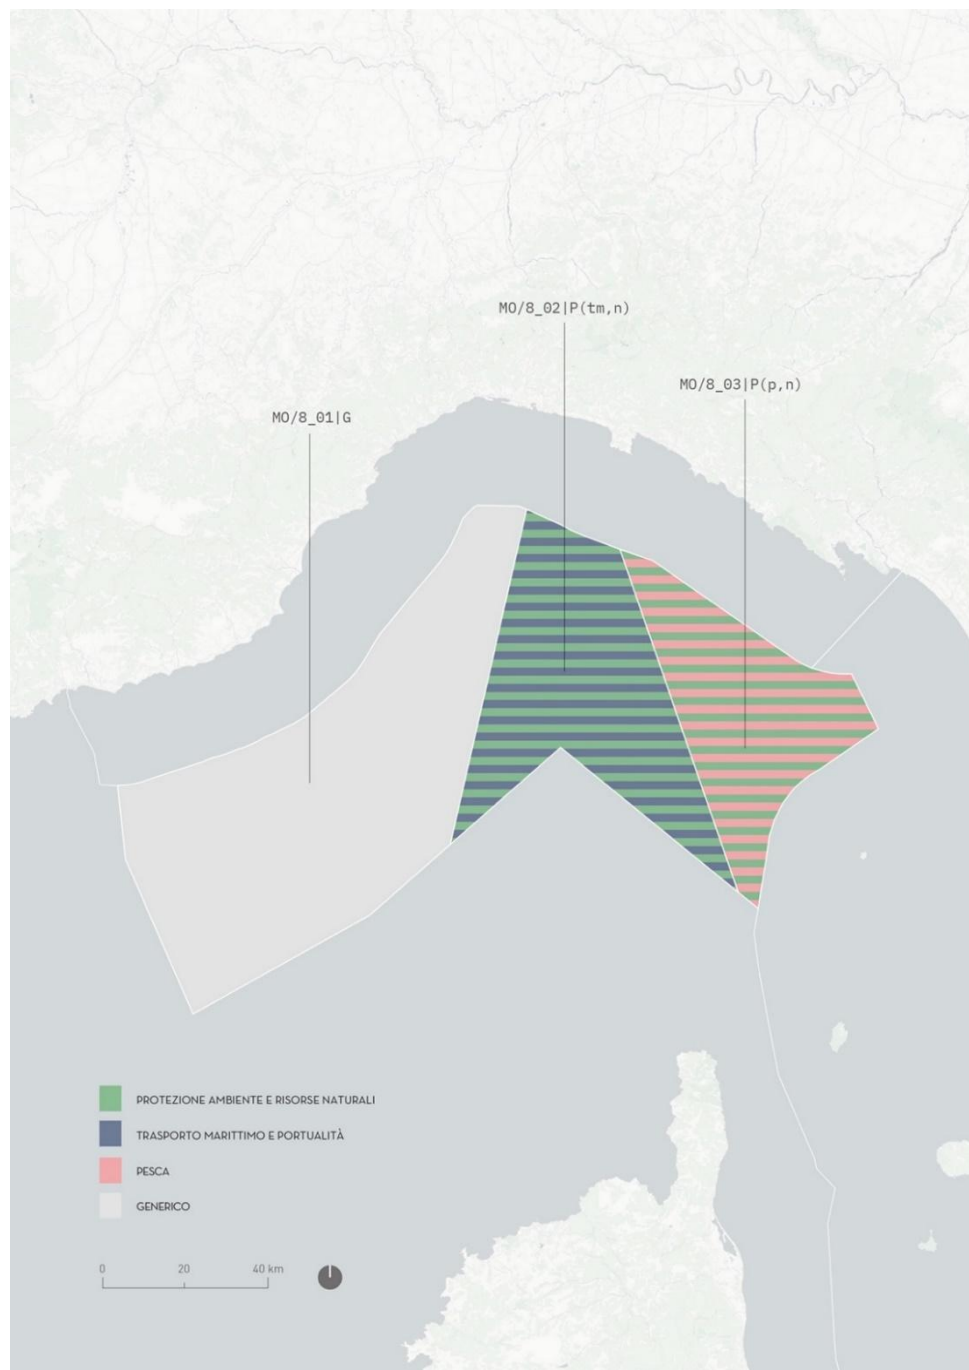 MO/8_02|P(tm,n)
MO/8_03|P(p,n)
MO/8_01|G
PROTEZIONE AMBIENTE E RISORSE NATURALI
TRASPORTO MARITTIMO E PORTUALITÀ
PESCA
GENERICO
0 20 40 km